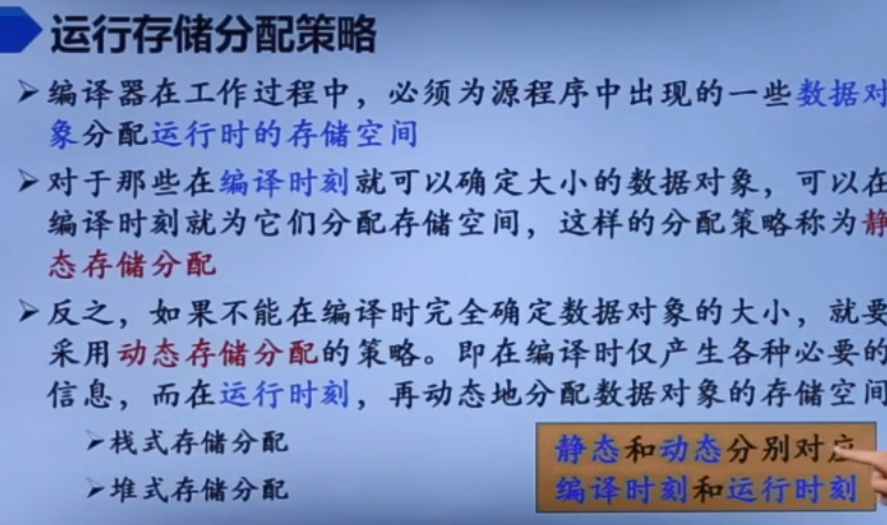 运行存储分配策略
编译器在工作过程中，必须为源程序中出现的一些数据对
象分配运行时的存储空间
对于那些在编译时刻就可以确定大小的数据对象，可以在
编译时刻就为它们分配存储空间，这样的分配策略称为静
态存储分配
反之，如果不能在编译时完全确定数据对象的大小，就要
采用动态存储分配的策略。即在编译时仅产生各种必要的
信息，而在运行时刻，再动态地分配数据对象的存储空间
栈式存储分配
堆式存储分配
静态和动态分别对应
编译时刻和运行时刻